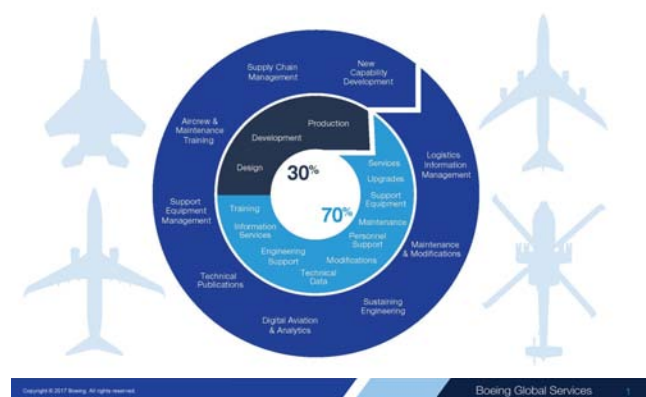 New
Capability
Development
Supply Chain
Management
Aircrew &
Maintenance
Training
Support
Equipment
Management
Technical
Publications
Digital Aviation
& Analytics
Sustaining
Engineering
Maintenance
& Modifications
Logistics
Information
Management
Production
Development
Design
30%
70%
Services
Upgrades
Support
Equipment
Maintenance
Personnel
Support
Modifications
Technical
Data
Engineering
Support
Information
Services
Training
Copyright © 2017 Boeing. All rights reserved.
Boeing Global Services
1